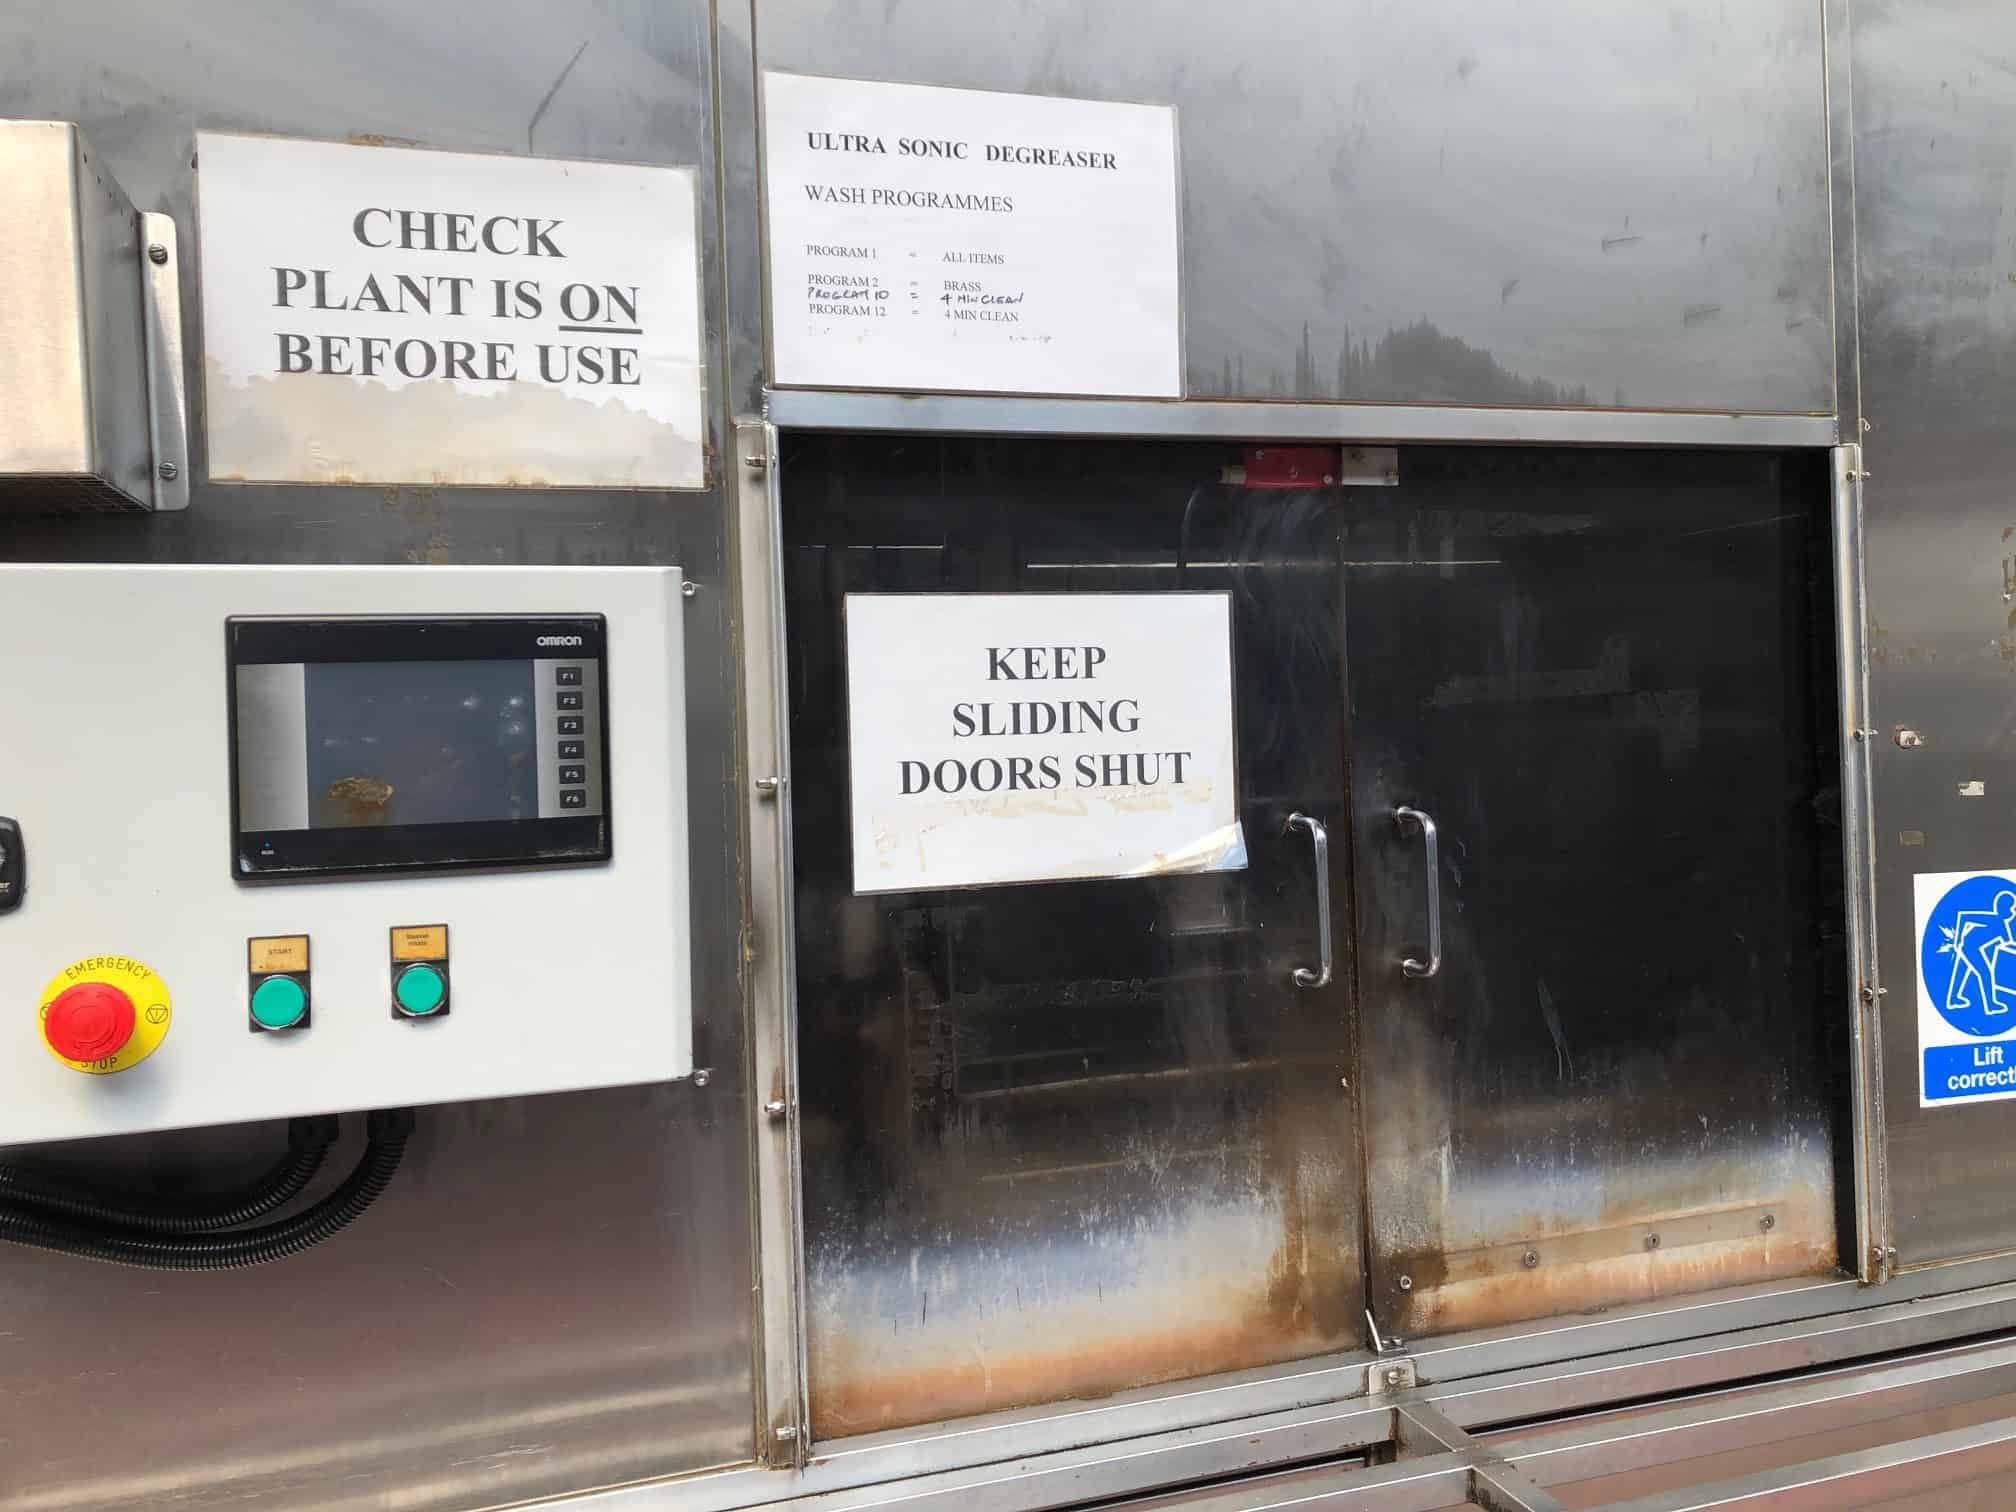 CHECK
PLANT IS ON
BEFORE USE
ULTRA SONIC DEGREASER
WASH PROGRAMMES
PROGRAM 1 = ALL ITEMS
PROGRAM 2 = BRASS
PROGRAM 10 = 4 MIN CLEAN
PROGRAM 12 = 4 MIN CLEAN
KEEP
SLIDING
DOORS SHUT
OMRON
F1
F2
F3
F4
F5
F6
START
EMERGENCY
STOP
Lift